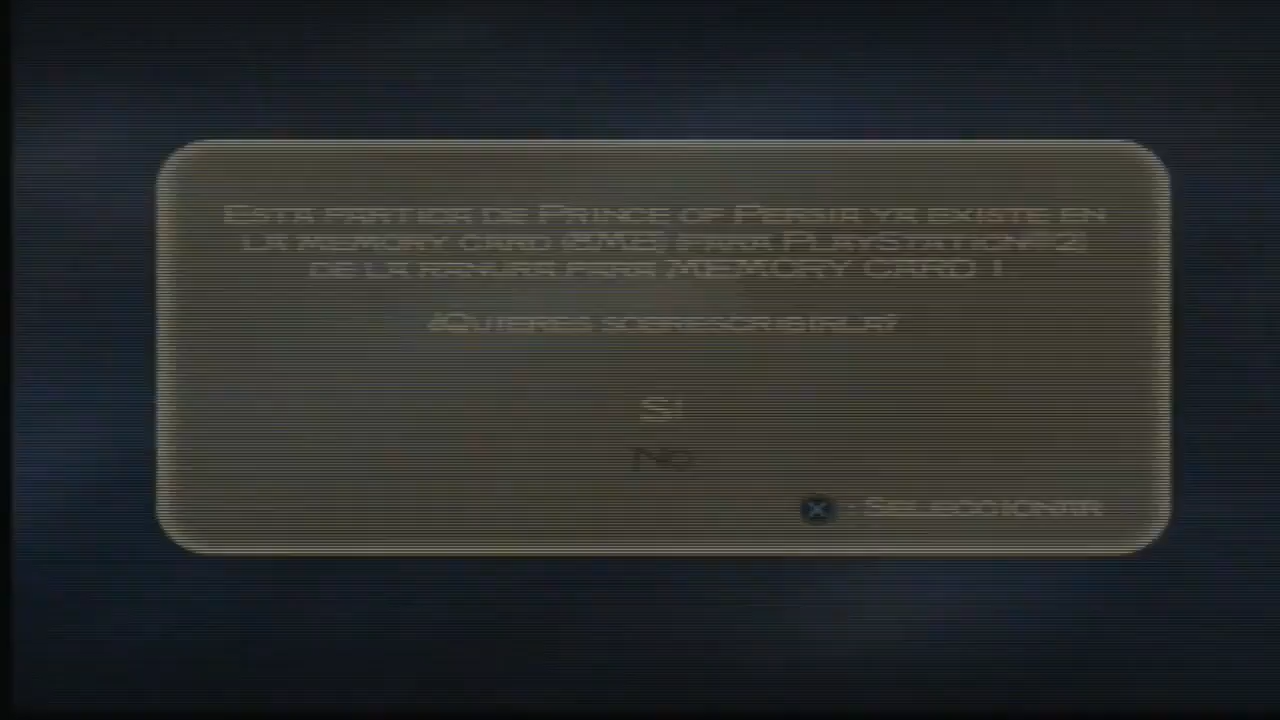 Esta partida de Prince of Persia ya existe en
la memory card (8MB) (para PlayStation®2)
de la ranura para MEMORY CARD 1.
¿Quieres sobrescribirla?
Si
No
- Seleccionar